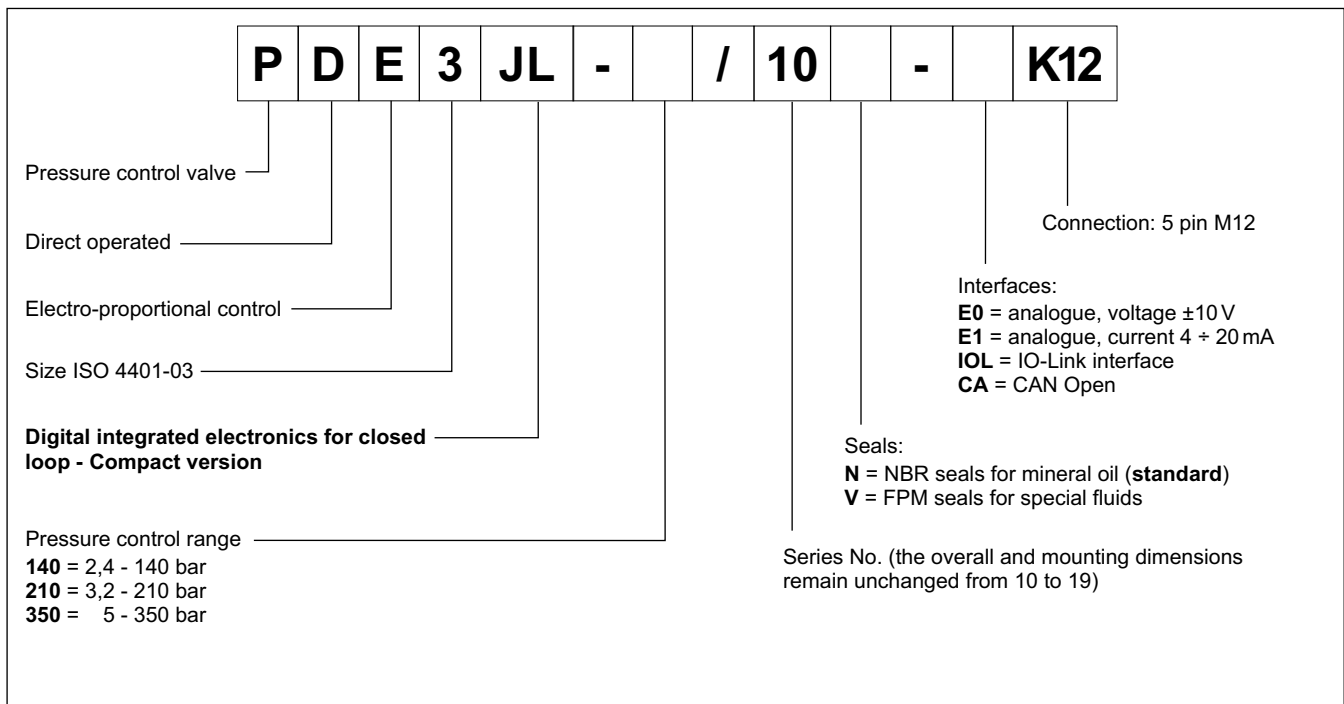 P D E 3 JL - / 10 - K12
Pressure control valve
Direct operated
Electro-proportional control
Size ISO 4401-03
Digital integrated electronics for closed
loop - Compact version
Pressure control range
140 = 2,4 - 140 bar
210 = 3,2 - 210 bar
350 = 5 - 350 bar
Connection: 5 pin M12
Interfaces:
E0 = analogue, voltage ±10 V
E1 = analogue, current 4 ÷ 20 mA
IOL = IO-Link interface
CA = CAN Open
Seals:
N = NBR seals for mineral oil (standard)
V = FPM seals for special fluids
Series No. (the overall and mounting dimensions
remain unchanged from 10 to 19)